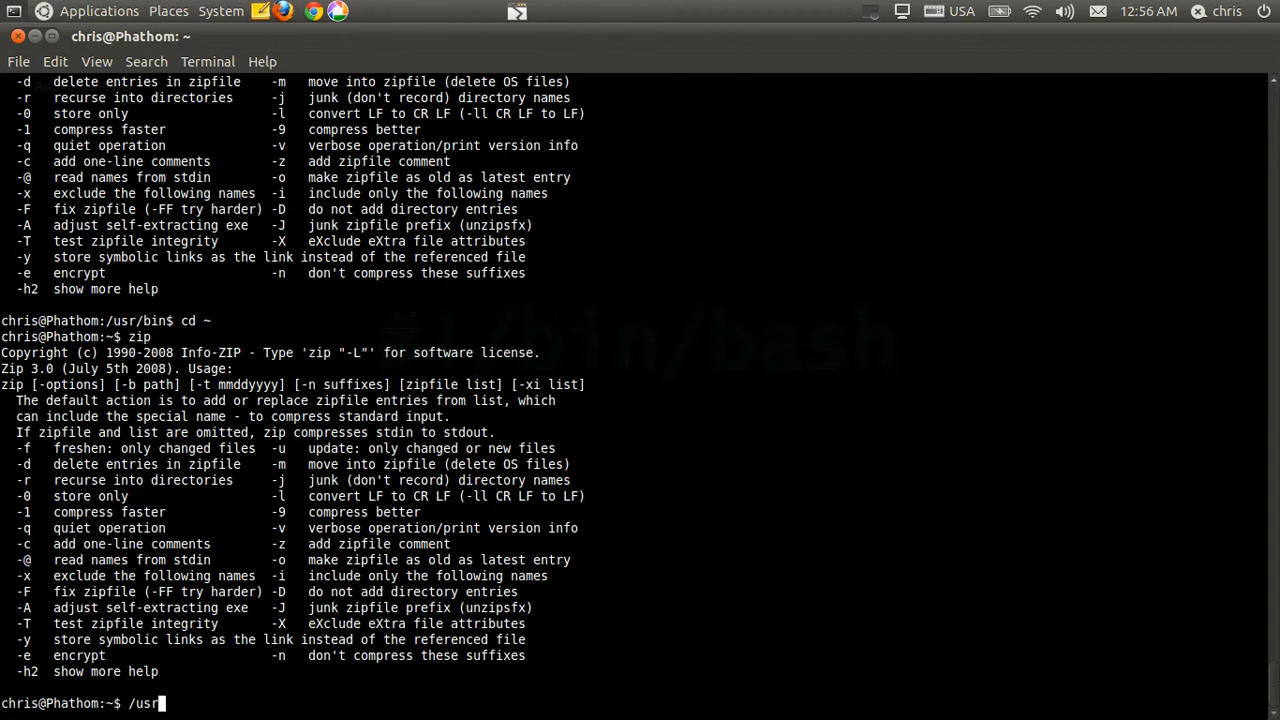 Applications Places System USA 12:56 AM chris
chris@Phathom: ~
File Edit View Search Terminal Help
-d delete entries in zipfile -m move into zipfile (delete OS files)
-r recurse into directories -j junk (don't record) directory names
-0 store only -l convert LF to CR LF (-ll CR LF to LF)
-1 compress faster -9 compress better
-q quiet operation -v verbose operation/print version info
-c add one-line comments -z add zipfile comment
-@ read names from stdin -o make zipfile as old as latest entry
-x exclude the following names -i include only the following names
-F fix zipfile (-FF try harder) -D do not add directory entries
-A adjust self-extracting exe -J junk zipfile prefix (unzipsfx)
-T test zipfile integrity -X eXclude eXtra file attributes
-y store symbolic links as the link instead of the referenced file
-e encrypt -n don't compress these suffixes
-h2 show more help
chris@Phathom:/usr/bin$ cd ~
chris@Phathom:~$ zip
Copyright (c) 1990-2008 Info-ZIP - Type 'zip "-L"' for software license.
Zip 3.0 (July 5th 2008). Usage:
zip [-options] [-b path] [-t mmddyyyy] [-n suffixes] [zipfile list] [-xi list]
The default action is to add or replace zipfile entries from list, which
can include the special name - to compress standard input.
If zipfile and list are omitted, zip compresses stdin to stdout.
-f freshen: only changed files -u update: only changed or new files
-d delete entries in zipfile -m move into zipfile (delete OS files)
-r recurse into directories -j junk (don't record) directory names
-0 store only -l convert LF to CR LF (-ll CR LF to LF)
-1 compress faster -9 compress better
-q quiet operation -v verbose operation/print version info
-c add one-line comments -z add zipfile comment
-@ read names from stdin -o make zipfile as old as latest entry
-x exclude the following names -i include only the following names
-F fix zipfile (-FF try harder) -D do not add directory entries
-A adjust self-extracting exe -J junk zipfile prefix (unzipsfx)
-T test zipfile integrity -X eXclude eXtra file attributes
-y store symbolic links as the link instead of the referenced file
-e encrypt -n don't compress these suffixes
-h2 show more help
chris@Phathom:~$ /usr
#!/bin/bash